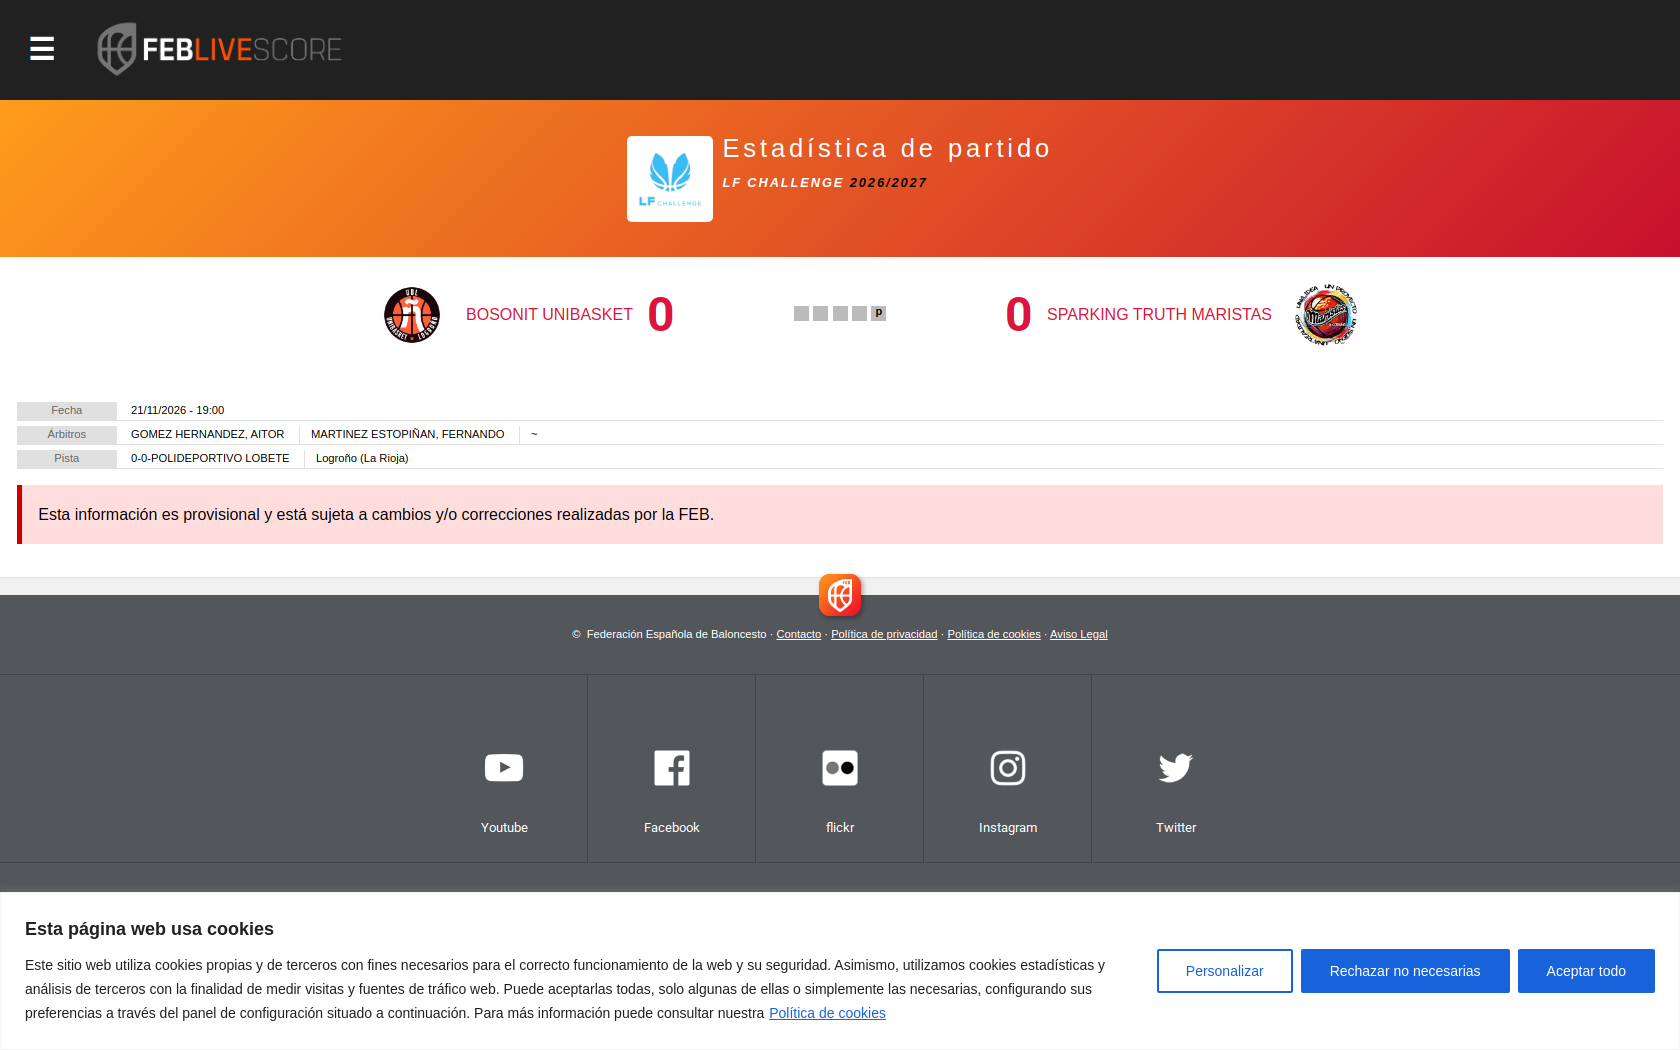 ☰ FEBLIVESCORE
Estadística de partido
LF CHALLENGE 2026/2027
LF CHALLENGE
BOSONIT UNIBASKET 0
p
0 SPARKING TRUTH MARISTAS
Fecha 21/11/2026 - 19:00
Árbitros GOMEZ HERNANDEZ, AITOR MARTINEZ ESTOPIÑAN, FERNANDO ~
Pista 0-0-POLIDEPORTIVO LOBETE Logroño (La Rioja)
Esta información es provisional y está sujeta a cambios y/o correcciones realizadas por la FEB.
© Federación Española de Baloncesto · Contacto · Política de privacidad · Política de cookies · Aviso Legal
Youtube Facebook flickr Instagram Twitter
Esta página web usa cookies
Este sitio web utiliza cookies propias y de terceros con fines necesarios para el correcto funcionamiento de la web y su seguridad. Asimismo, utilizamos cookies estadísticas y
análisis de terceros con la finalidad de medir visitas y fuentes de tráfico web. Puede aceptarlas todas, solo algunas de ellas o simplemente las necesarias, configurando sus
preferencias a través del panel de configuración situado a continuación. Para más información puede consultar nuestra Política de cookies
Personalizar Rechazar no necesarias Aceptar todo